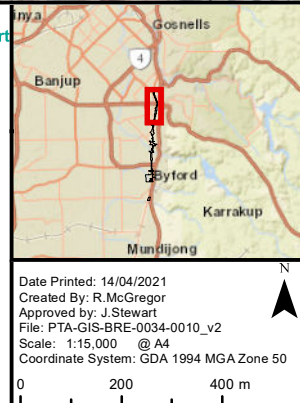 inya
Gosnells
rt
4
Banjup
Byford
Karrakup
Mundijong
N
Date Printed: 14/04/2021
Created By: R.McGregor
Approved by: J.Stewart
File: PTA-GIS-BRE-0034-0010_v2
Scale: 1:15,000 @ A4
Coordinate System: GDA 1994 MGA Zone 50
0 200 400 m